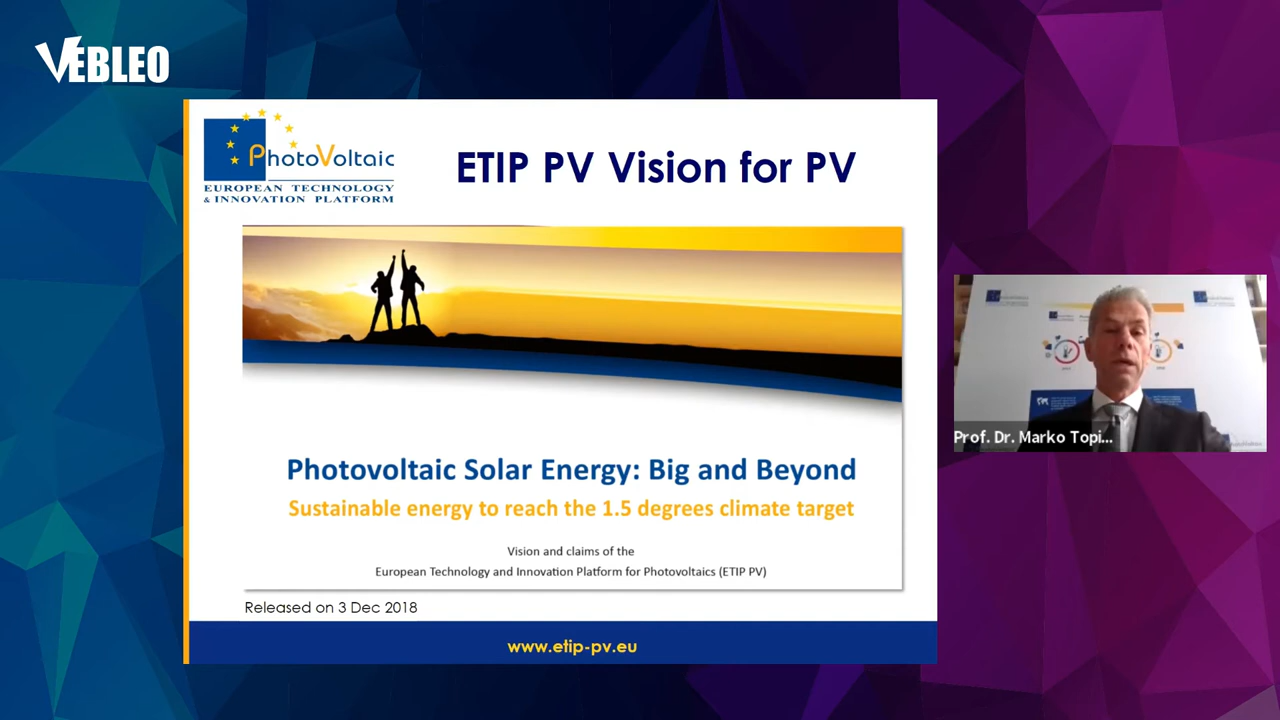 VEBLEO
PhotoVoltaic
EUROPEAN TECHNOLOGY
& INNOVATION PLATFORM
ETIP PV Vision for PV
Photovoltaic Solar Energy: Big and Beyond
Sustainable energy to reach the 1.5 degrees climate target
Vision and claims of the
European Technology and Innovation Platform for Photovoltaics (ETIP PV)
Released on 3 Dec 2018
www.etip-pv.eu
Prof. Dr. Marko Topi...